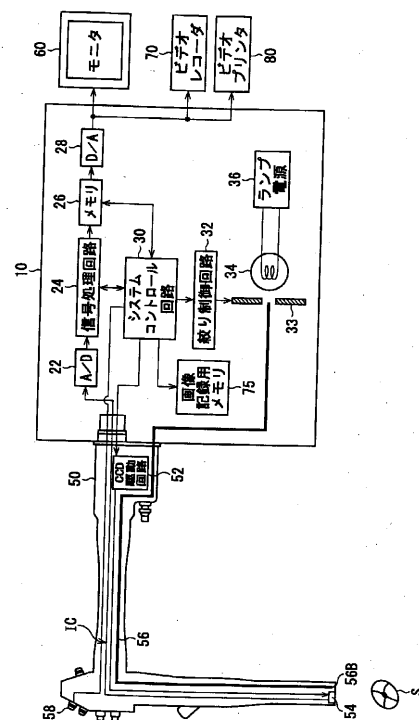 60
モニタ
70
ビデオ
レコーダ
80
ビデオ
プリンタ
10
28
D/A
26
メモリ
24
信号処理回路
22
A/D
30
システム
コントロール
回路
32
絞り制御回路
36
ランプ
電源
34
33
画像
記録用
メモリ
75
50
CCD
駆動
回路
52
IC
56
58
56B
54
S